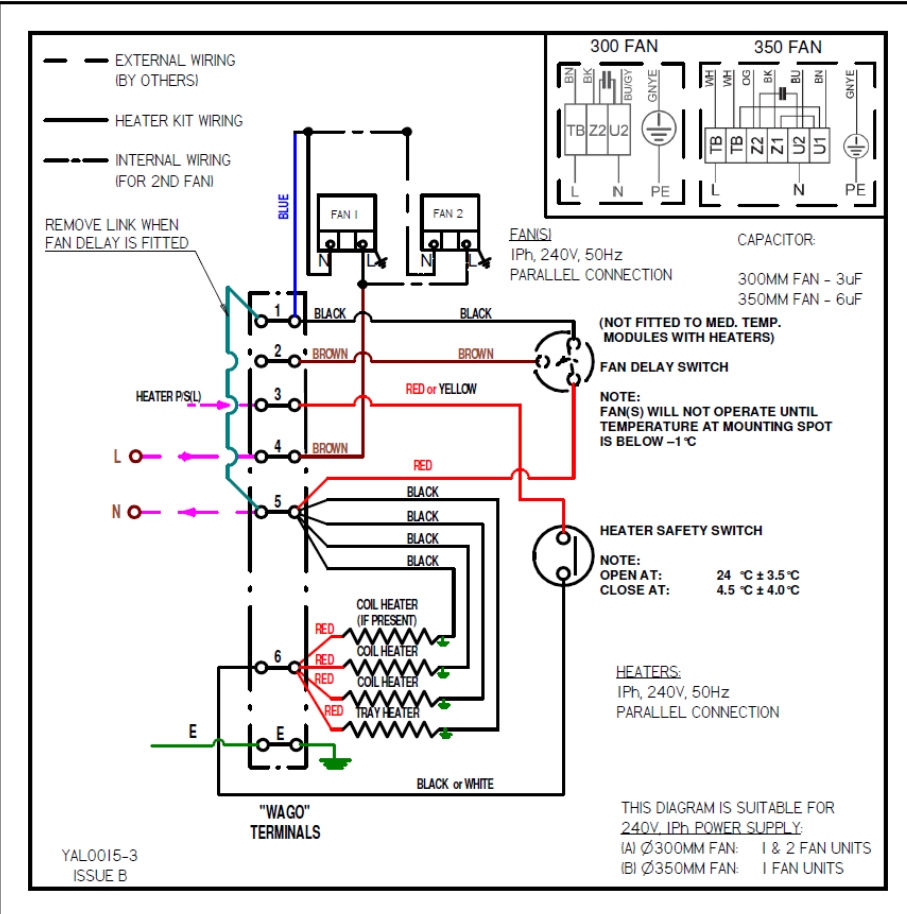 EXTERNAL WIRING
(BY OTHERS)
HEATER KIT WIRING
INTERNAL WIRING
(FOR 2ND FAN)
REMOVE LINK WHEN
FAN DELAY IS FITTED
300 FAN
BN
BK
BU/GY
GNYE
TB Z2 U2
L N PE
350 FAN
WH
WH
OG
BK
BU
BN
GNYE
TB TB Z2 Z1 U2 U1
L N PE
BLUE
FAN 1
N L
FAN 2
N L
FAN(S)
1Ph, 240V, 50Hz
PARALLEL CONNECTION
CAPACITOR:
300MM FAN - 3uF
350MM FAN - 6uF
1
BLACK
BLACK
(NOT FITTED TO MED. TEMP.
MODULES WITH HEATERS)
2
BROWN
BROWN
FAN DELAY SWITCH
HEATER P/S(L)
3
RED or YELLOW
NOTE:
FAN(S) WILL NOT OPERATE UNTIL
TEMPERATURE AT MOUNTING SPOT
IS BELOW –1 °C
L
4
BROWN
RED
N
5
BLACK
BLACK
BLACK
BLACK
HEATER SAFETY SWITCH
NOTE:
OPEN AT: 24 °C ± 3.5°C
CLOSE AT: 4.5 °C ± 4.0°C
COIL HEATER
(IF PRESENT)
RED
COIL HEATER
6
RED
COIL HEATER
RED
TRAY HEATER
RED
HEATERS:
1Ph, 240V, 50Hz
PARALLEL CONNECTION
E
E
BLACK or WHITE
"WAGO"
TERMINALS
THIS DIAGRAM IS SUITABLE FOR
240V, 1Ph POWER SUPPLY:
(A) Ø300MM FAN: 1 & 2 FAN UNITS
(B) Ø350MM FAN: 1 FAN UNITS
YAL0015-3
ISSUE B